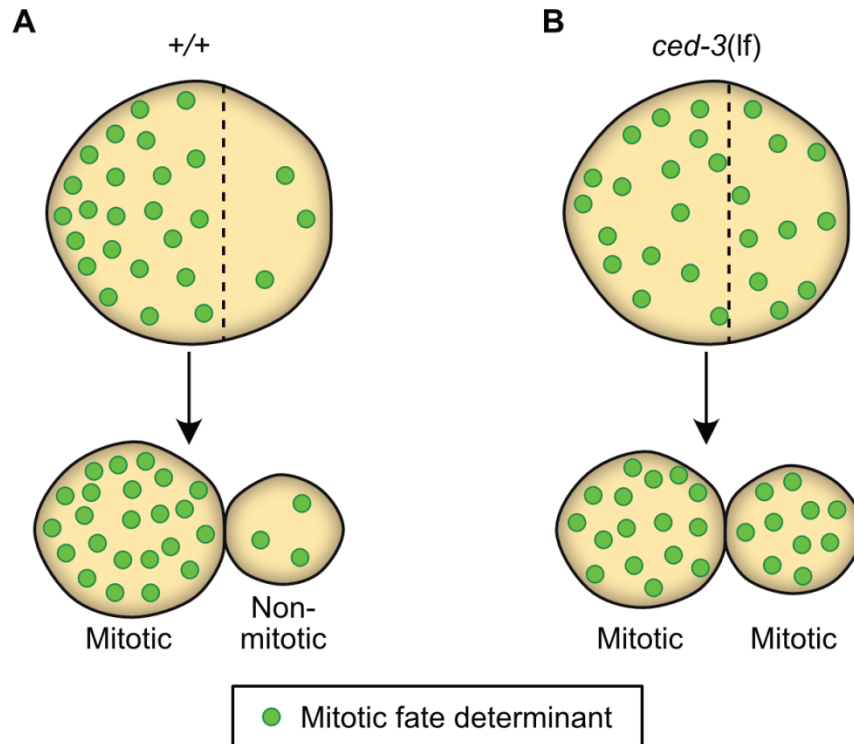 A
+/+
B
ced-3(lf)
Mitotic
Non-
mitotic
Mitotic
Mitotic
Mitotic fate determinant